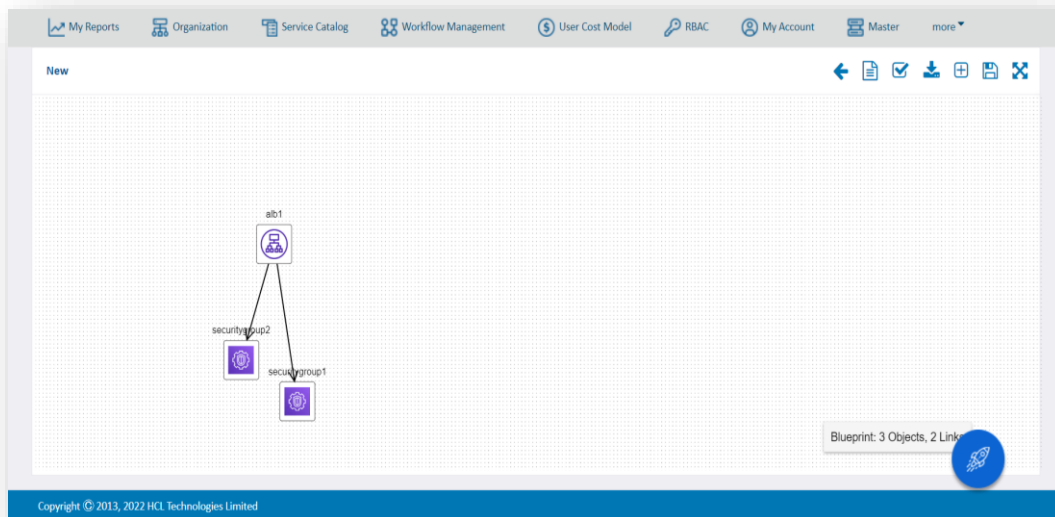 My Reports Organization Service Catalog Workflow Management User Cost Model RBAC My Account Master more
New
alb1
securitygroup2
securitygroup1
Blueprint: 3 Objects, 2 Link
Copyright © 2013, 2022 HCL Technologies Limited